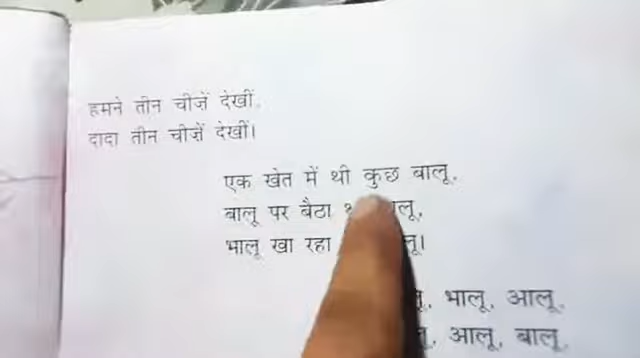 हमने तीन चीज़ें देखीं,
दादा तीन चीज़ें देखीं।
एक खेत में थी कुछ बालू,
बालू पर बैठा
भालू खा रहा
भालू, आलू,
आलू, बालू,